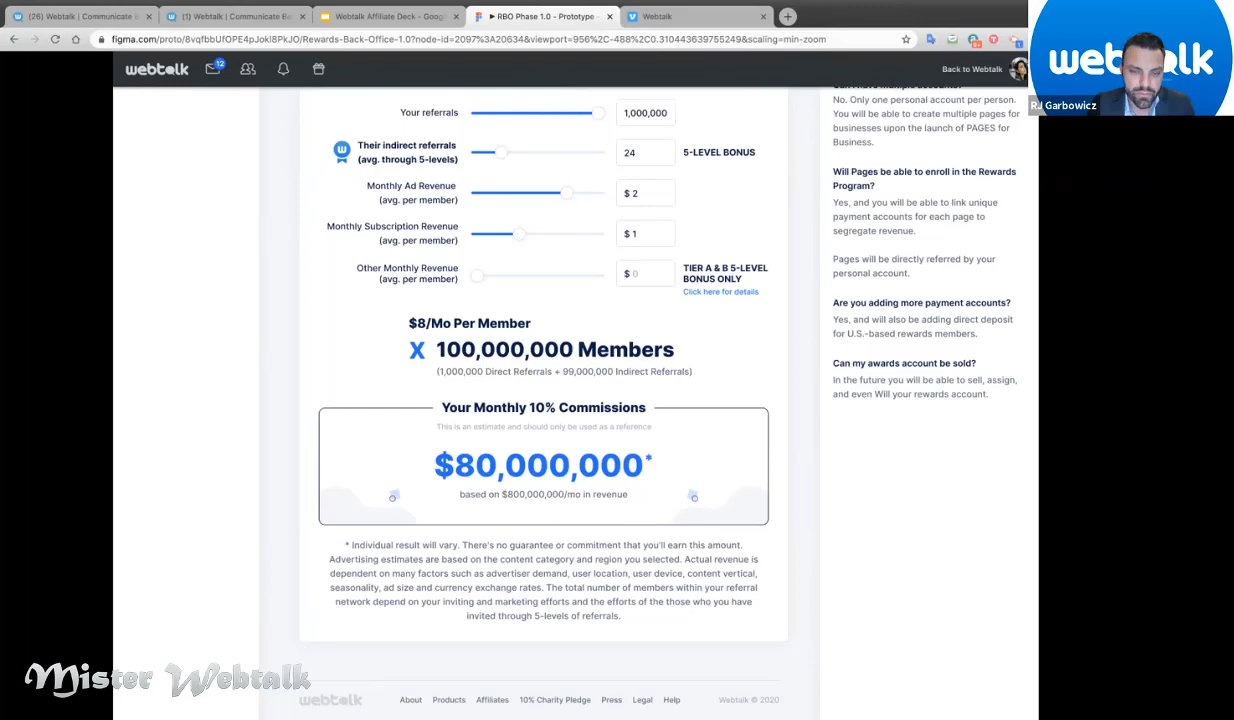 (26) Webtalk | Communicate B
(1) Webtalk | Communicate Be
Webtalk Affiliate Deck - Googl
▶ RBO Phase 1.0 - Prototype -
Webtalk
figma.com/proto/8vqfbbUfOPE4pJokI8PKJO/Rewards-Back-Office-1.0?node-id=2097%3A20634&viewport=956%2C-488%2C0.310443639755249&scaling=min-zoom
webtalk
12
Back to Webtalk
RJ Garbowicz
Your referrals
1,000,000
Their indirect referrals
(avg. through 5-levels)
24
5-LEVEL BONUS
Monthly Ad Revenue
(avg. per member)
$ 2
Monthly Subscription Revenue
(avg. per member)
$ 1
Other Monthly Revenue
(avg. per member)
$ 0
TIER A & B 5-LEVEL
BONUS ONLY
Click here for details
$8/Mo Per Member
X 100,000,000 Members
(1,000,000 Direct Referrals + 99,000,000 Indirect Referrals)
Your Monthly 10% Commissions
This is an estimate and should only be used as a reference
$80,000,000*
based on $800,000,000/mo in revenue
* Individual result will vary. There's no guarantee or commitment that you'll earn this amount.
Advertising estimates are based on the content category and region you selected. Actual revenue is
dependent on many factors such as advertiser demand, user location, user device, content vertical,
seasonality, ad size and currency exchange rates. The total number of members within your referral
network depend on your inviting and marketing efforts and the efforts of the those who you have
invited through 5-levels of referrals.
No. Only one personal account per person.
You will be able to create multiple pages for
businesses upon the launch of PAGES for
Business.
Will Pages be able to enroll in the Rewards
Program?
Yes, and you will be able to link unique
payment accounts for each page to
segregate revenue.
Pages will be directly referred by your
personal account.
Are you adding more payment accounts?
Yes, and will also be adding direct deposit
for U.S.-based rewards members.
Can my awards account be sold?
In the future you will be able to sell, assign,
and even Will your rewards account.
Mister Webtalk
webtalk
About
Products
Affiliates
10% Charity Pledge
Press
Legal
Help
Webtalk © 2020